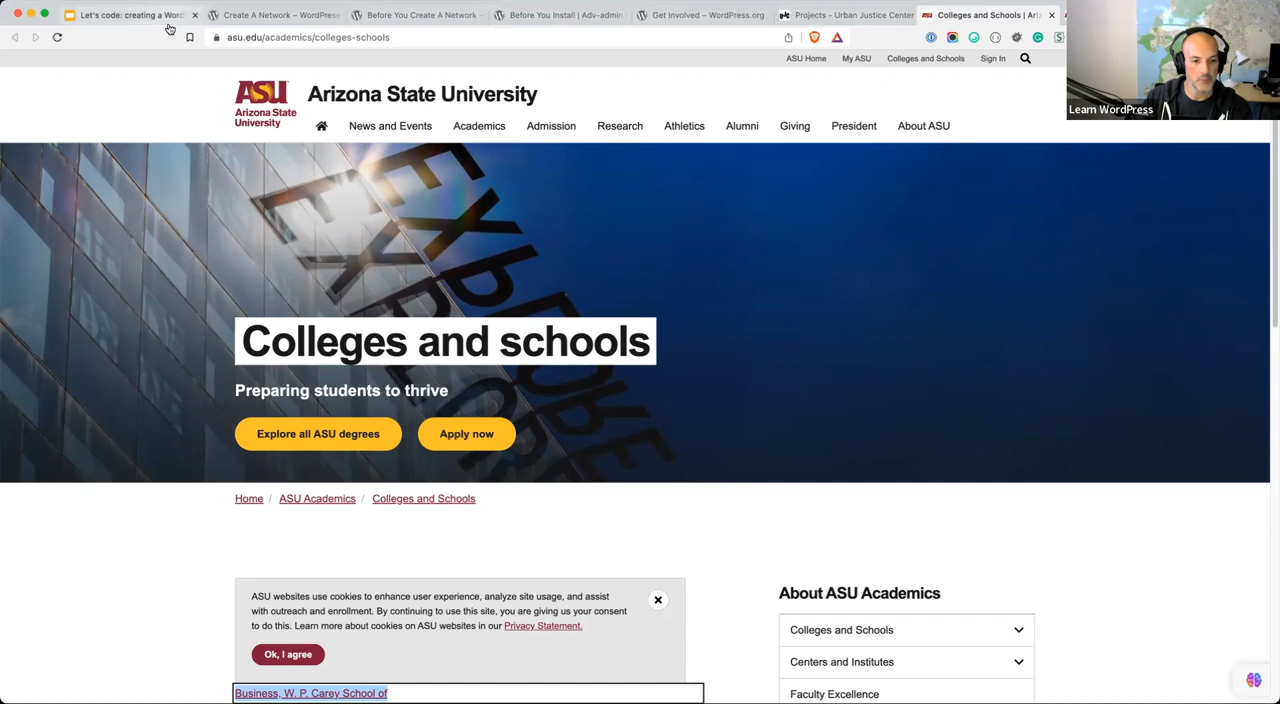 Let's code: creating a Word
Create A Network – WordPress
Before You Create A Network –
Before You Install | Adv-admin
Get Involved – WordPress.org
Projects - Urban Justice Center
Colleges and Schools | Ariz
asu.edu/academics/colleges-schools
ASU Home
My ASU
Colleges and Schools
Sign In
Learn WordPress
ASU
Arizona State
University
Arizona State University
News and Events
Academics
Admission
Research
Athletics
Alumni
Giving
President
About ASU
EXPLORE
EXPLORE
Colleges and schools
Preparing students to thrive
Explore all ASU degrees
Apply now
Home / ASU Academics / Colleges and Schools
ASU websites use cookies to enhance user experience, analyze site usage, and assist
with outreach and enrollment. By continuing to use this site, you are giving us your consent
to do this. Learn more about cookies on ASU websites in our Privacy Statement.
Ok, I agree
Business, W. P. Carey School of
About ASU Academics
Colleges and Schools
Centers and Institutes
Faculty Excellence